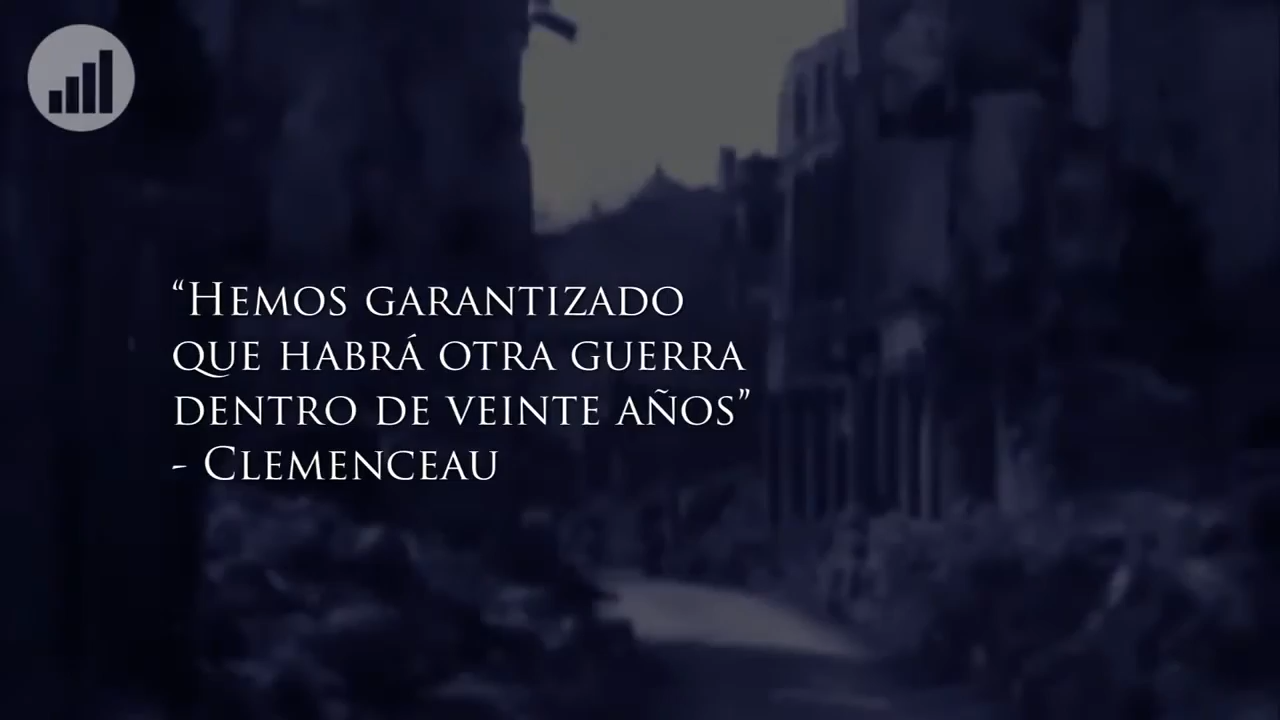 “Hemos garantizado
que habrá otra guerra
dentro de veinte años”
- Clemenceau